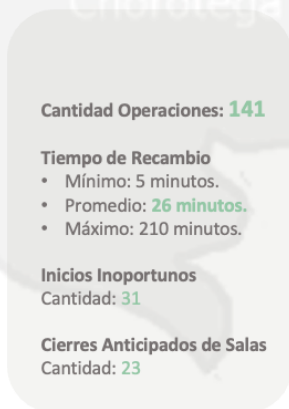 Chorotega
Cantidad Operaciones: 141
Tiempo de Recambio
• Mínimo: 5 minutos.
• Promedio: 26 minutos.
• Máximo: 210 minutos.
Inicios Inoportunos
Cantidad: 31
Cierres Anticipados de Salas
Cantidad: 23